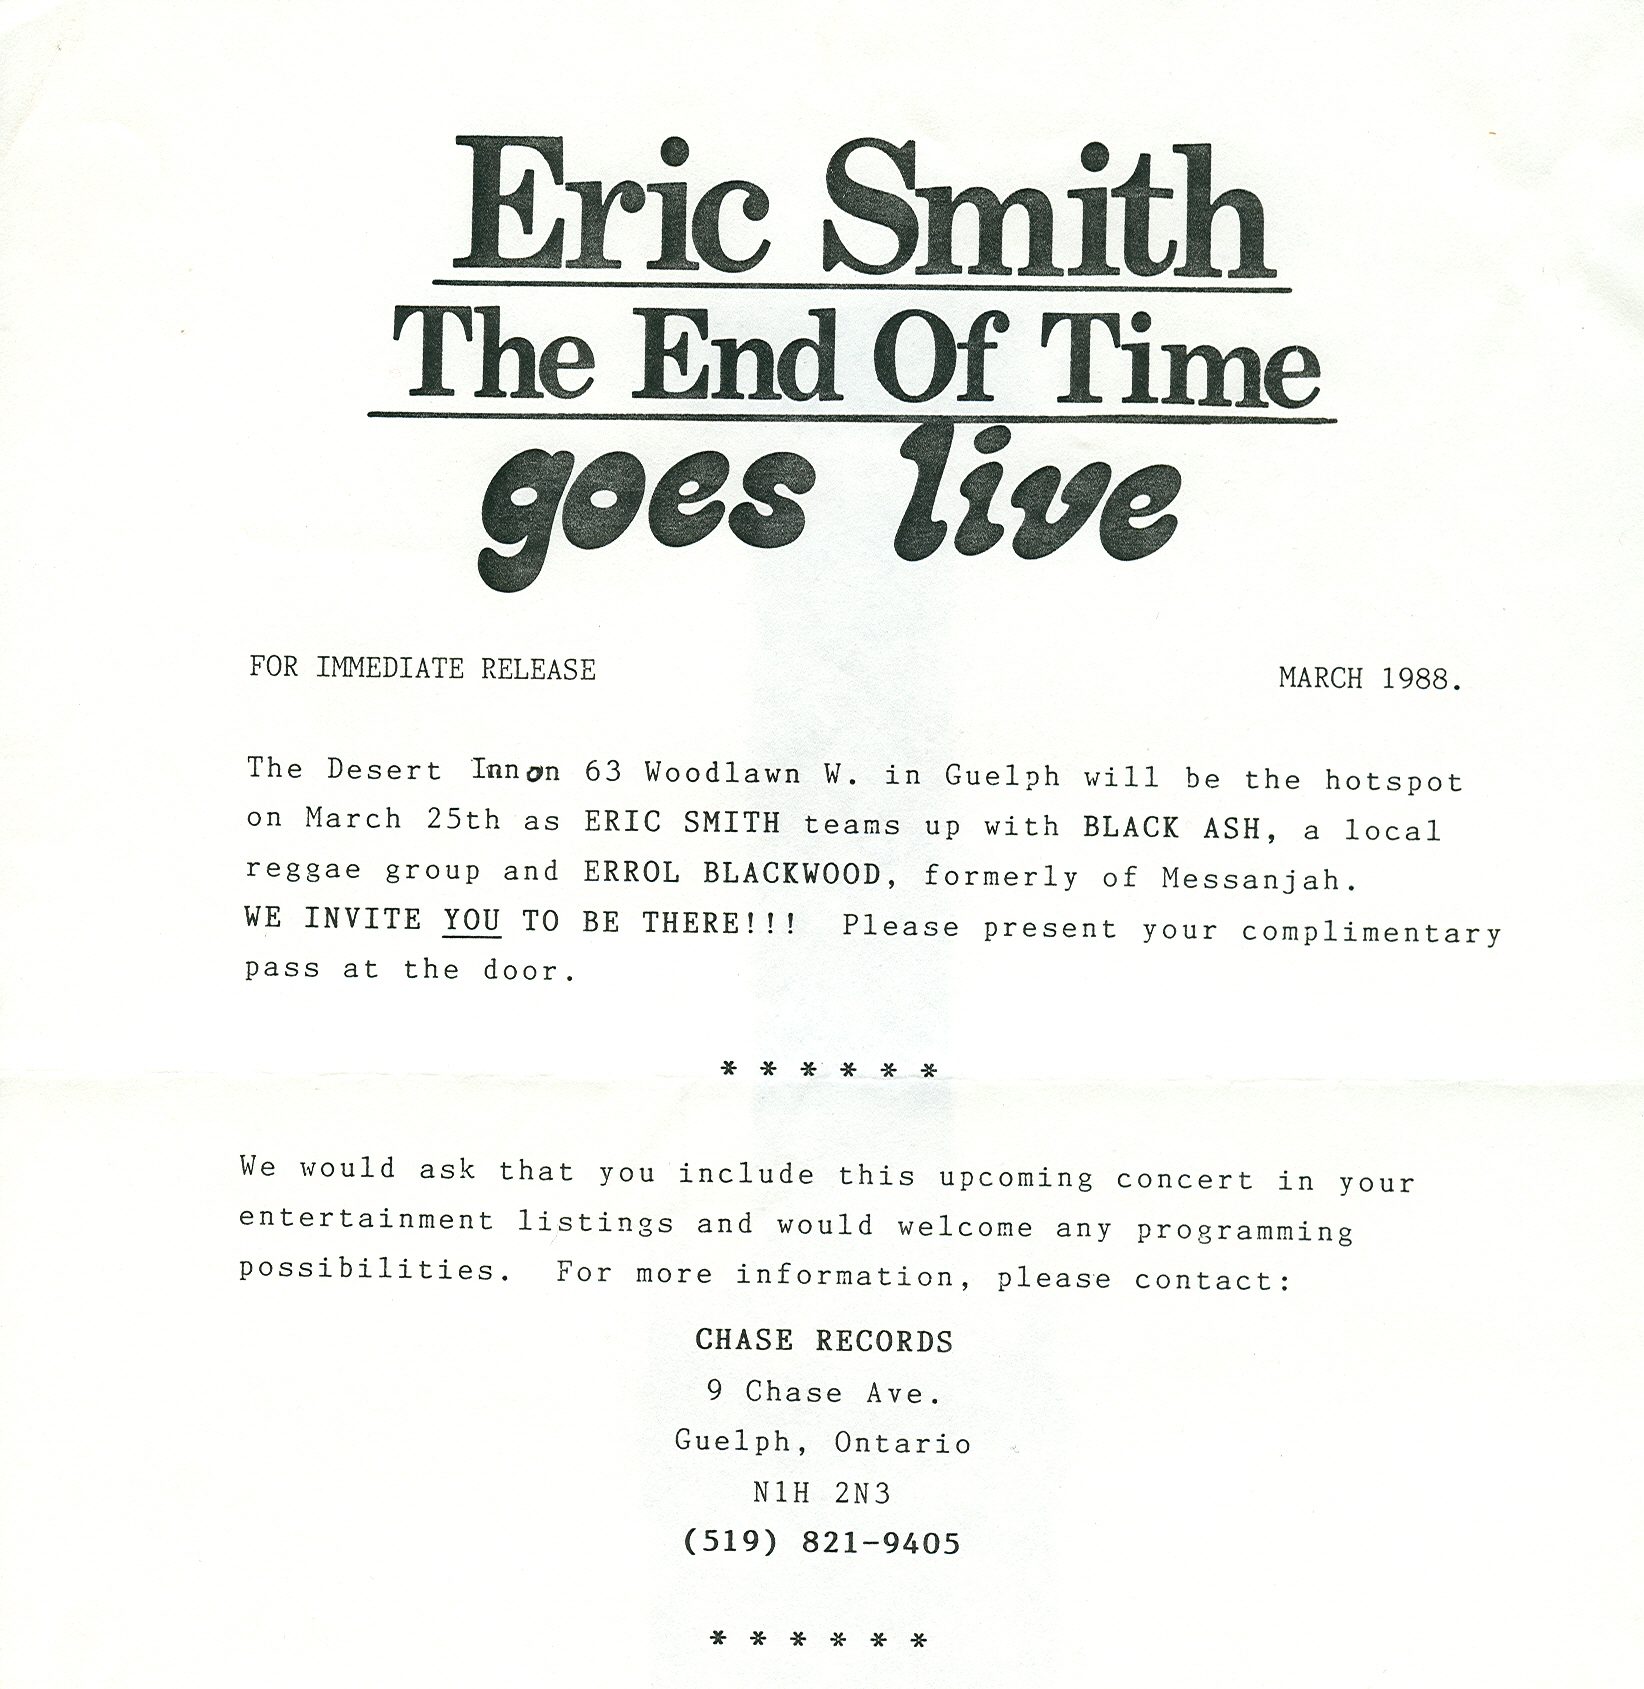 Eric Smith
The End Of Time
goes live
FOR IMMEDIATE RELEASE MARCH 1988.
The Desert Inn on 63 Woodlawn W. in Guelph will be the hotspot
on March 25th as ERIC SMITH teams up with BLACK ASH, a local
reggae group and ERROL BLACKWOOD, formerly of Messanjah.
WE INVITE YOU TO BE THERE!!! Please present your complimentary
pass at the door.
* * * * * *
We would ask that you include this upcoming concert in your
entertainment listings and would welcome any programming
possibilities. For more information, please contact:
CHASE RECORDS
9 Chase Ave.
Guelph, Ontario
N1H 2N3
(519) 821-9405
* * * * * *